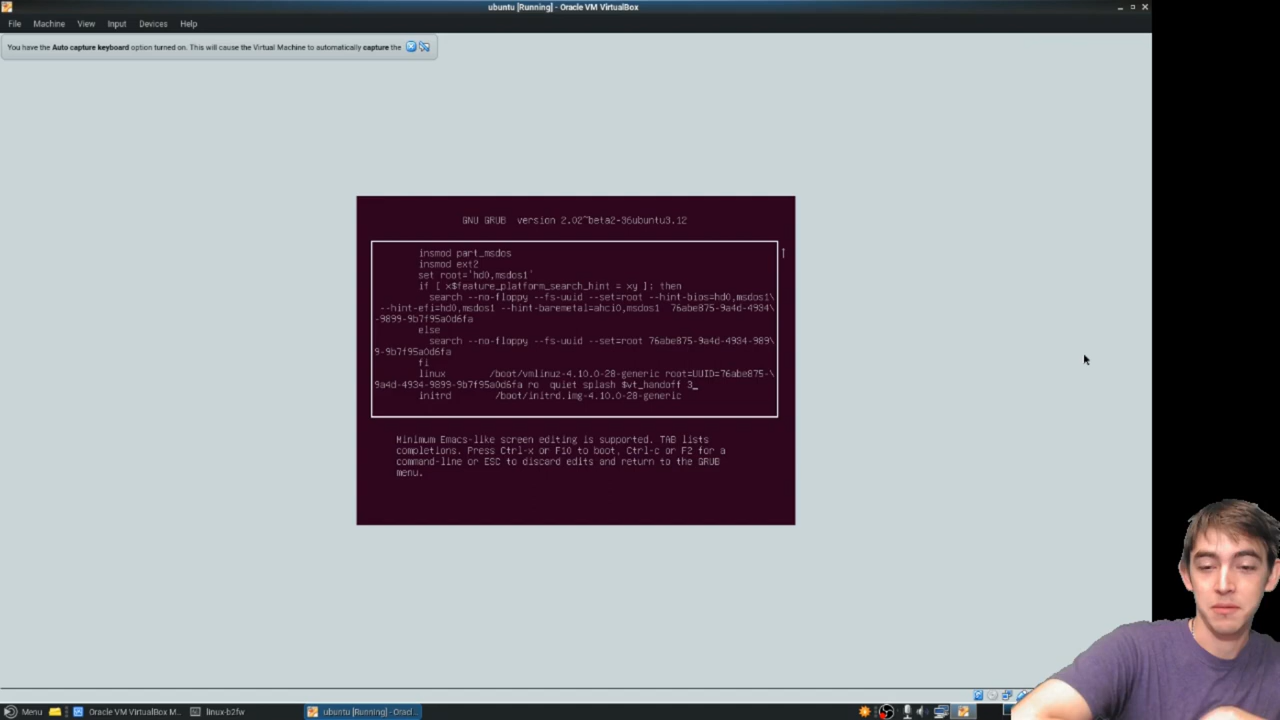 ubuntu [Running] - Oracle VM VirtualBox
File Machine View Input Devices Help
You have the Auto capture keyboard option turned on. This will cause the Virtual Machine to automatically capture the
GNU GRUB version 2.02~beta2-36ubuntu3.12
insmod part_msdos
insmod ext2
set root='hd0,msdos1'
if [ x$feature_platform_search_hint = xy ]; then
search --no-floppy --fs-uuid --set=root --hint-bios=hd0,msdos1\
--hint-efi=hd0,msdos1 --hint-baremetal=ahci0,msdos1 76abe875-9a4d-4934\
-9899-9b7f95a0d6fa
else
search --no-floppy --fs-uuid --set=root 76abe875-9a4d-4934-989\
9-9b7f95a0d6fa
fi
linux /boot/vmlinuz-4.10.0-28-generic root=UUID=76abe875-\
9a4d-4934-9899-9b7f95a0d6fa ro quiet splash $vt_handoff 3_
initrd /boot/initrd.img-4.10.0-28-generic
Minimum Emacs-like screen editing is supported. TAB lists
completions. Press Ctrl-x or F10 to boot, Ctrl-c or F2 for a
command-line or ESC to discard edits and return to the GRUB
menu.
Menu Oracle VM VirtualBox M... linux-b2fw ubuntu [Running] - Oracl...